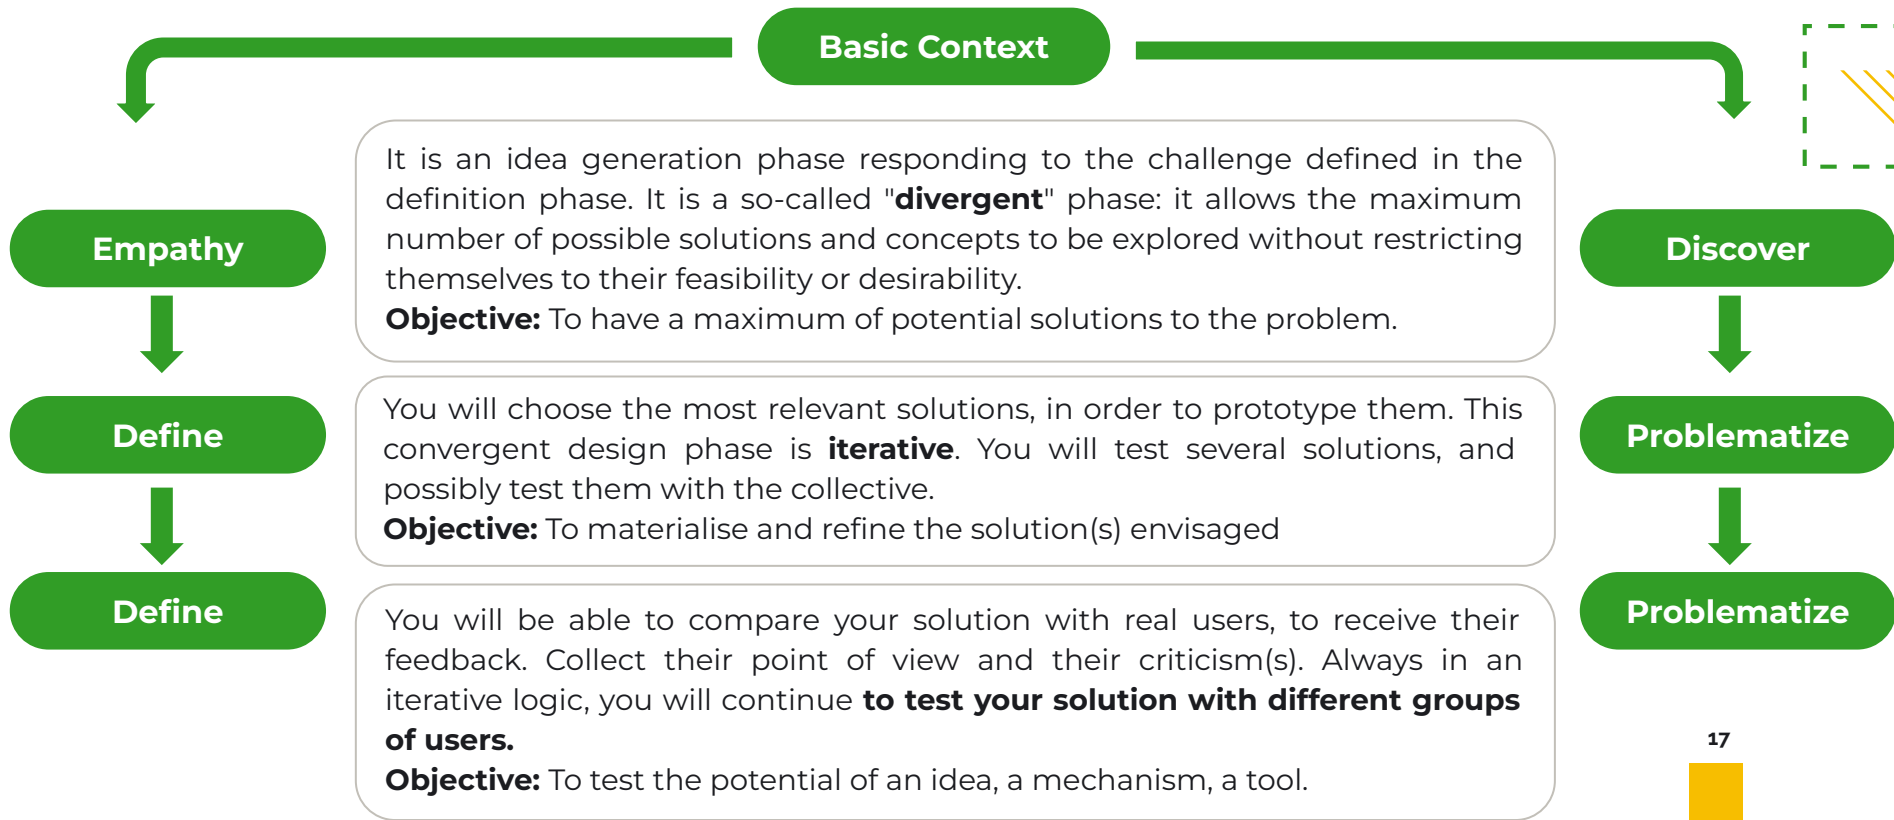 Basic Context
It is an idea generation phase responding to the challenge defined in the
definition phase. It is a so-called "divergent" phase: it allows the maximum
number of possible solutions and concepts to be explored without restricting
themselves to their feasibility or desirability.
Objective: To have a maximum of potential solutions to the problem.
Empathy
Discover
You will choose the most relevant solutions, in order to prototype them. This
convergent design phase is iterative. You will test several solutions, and
possibly test them with the collective.
Objective: To materialise and refine the solution(s) envisaged
Define
Problematize
Define
Problematize
You will be able to compare your solution with real users, to receive their
feedback. Collect their point of view and their criticism(s). Always in an
iterative logic, you will continue to test your solution with different groups
of users.
Objective: To test the potential of an idea, a mechanism, a tool.
17